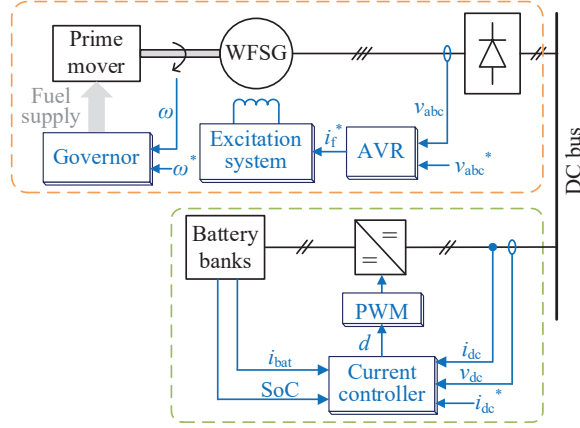 Prime
mover
WFSG
Fuel
supply
ω
v_abc
i_f*
Governor
ω*
Excitation
system
AVR
v_abc*
DC bus
Battery
banks
=
=
PWM
d
i_bat
SoC
Current
controller
i_dc
v_dc
i_dc*